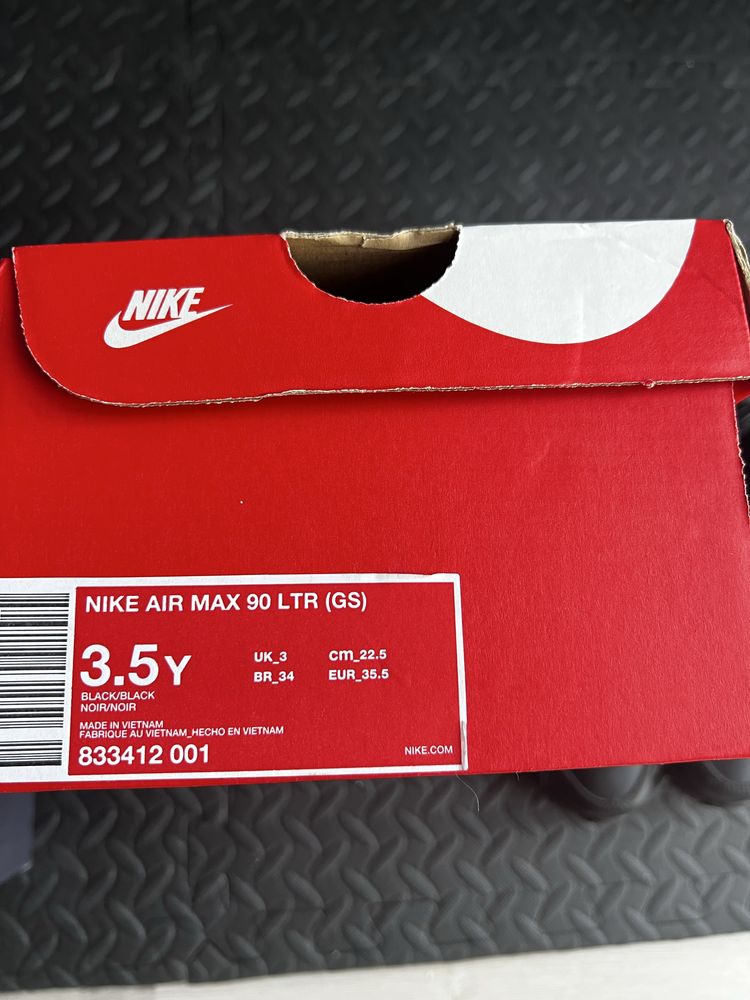 NIKE
NIKE AIR MAX 90 LTR (GS)
3.5Y
UK_3 cm_22.5
BR_34 EUR_35.5
BLACK/BLACK
NOIR/NOIR
MADE IN VIETNAM
FABRIQUE AU VIETNAM_HECHO EN VIETNAM
833412 001
NIKE.COM